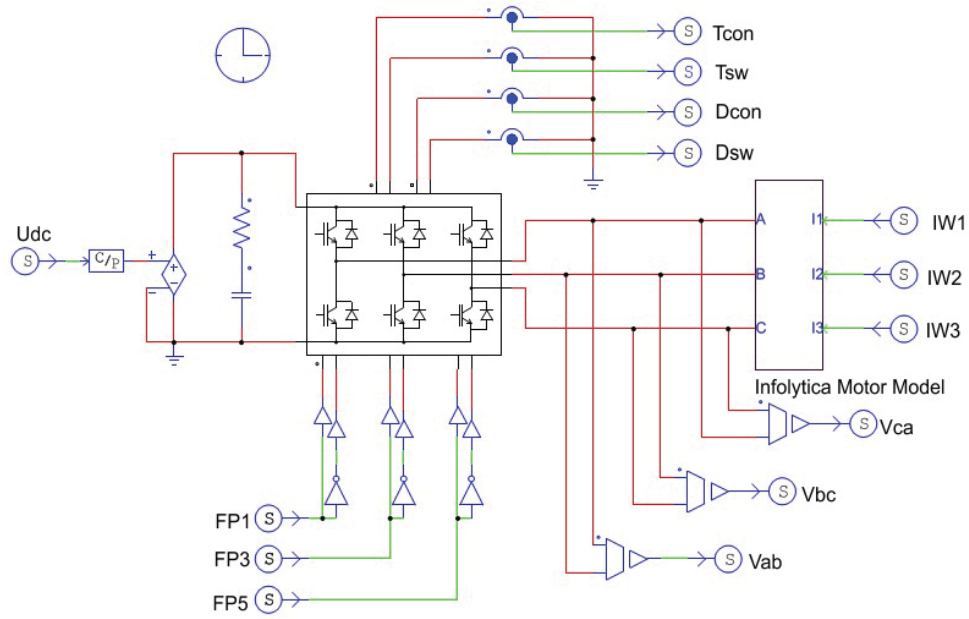 S Tcon
S Tsw
S Dcon
S Dsw
Udc
S C/P + + - -
A I1 S IW1
B I2 S IW2
C I3 S IW3
Infolytica Motor Model
S Vca
S Vbc
FP1 S
FP3 S
S Vab
FP5 S